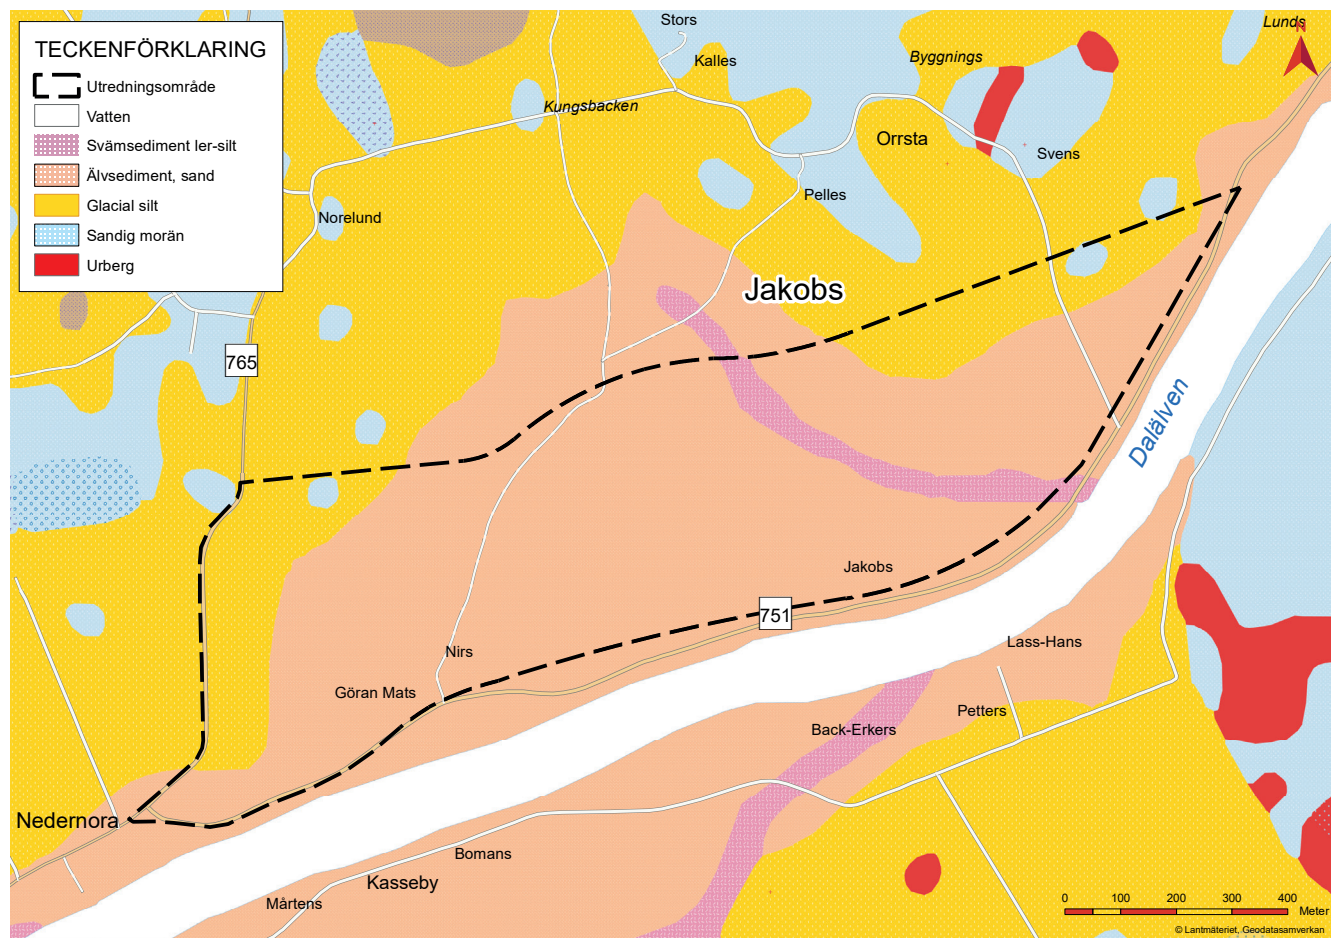 TECKENFÖRKLARING
Utredningsområde
Vatten
Svämsediment ler-silt
Älvsediment, sand
Glacial silt
Sandig morän
Urberg
Stors
Kalles
Byggnings
Lunds
N
Kungsbacken
Orrsta
Svens
Pelles
Norelund
Jakobs
765
Dalälven
Jakobs
751
Nirs
Göran Mats
Lass-Hans
Petters
Back-Erkers
Nedernora
Bomans
Kasseby
Mårtens
0 100 200 300 400
Meter
© Lantmäteriet, Geodatasamverkan